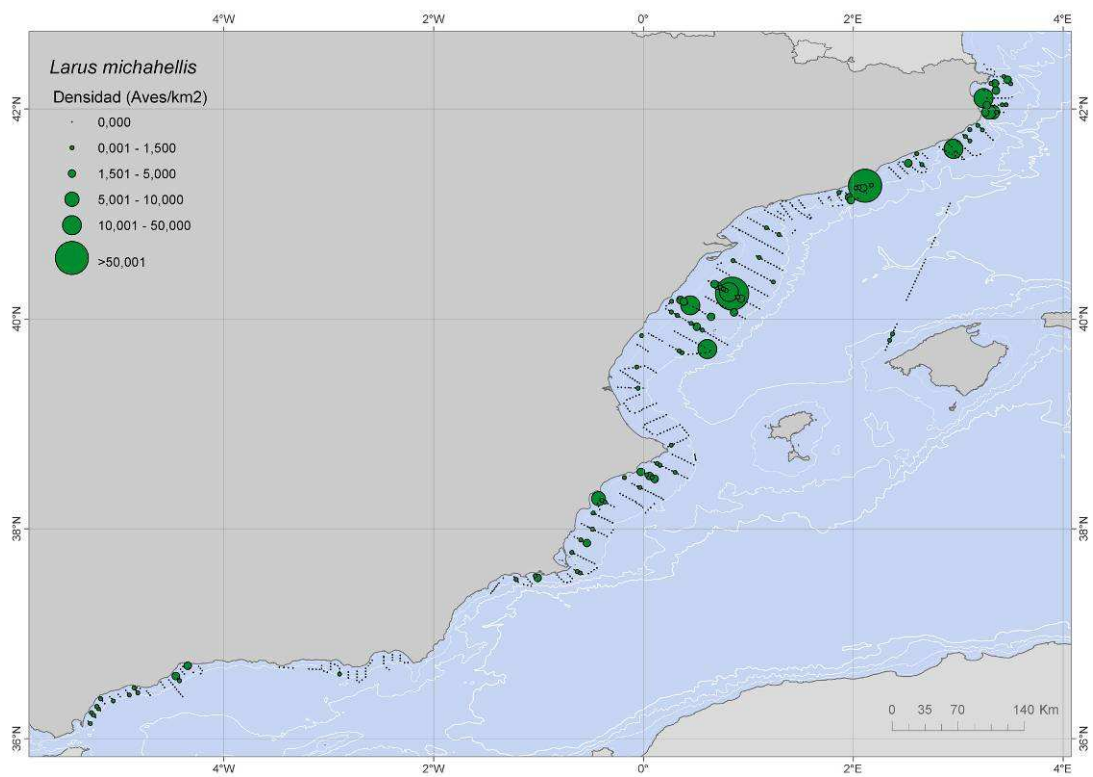 4°W 2°W 0° 2°E 4°E
Larus michahellis
Densidad (Aves/km2)
0,000
0,001 - 1,500
1,501 - 5,000
5,001 - 10,000
10,001 - 50,000
>50,001
42°N 42°N
40°N 40°N
38°N 38°N
0 35 70 140 Km
36°N 36°N
4°W 2°W 0° 2°E 4°E